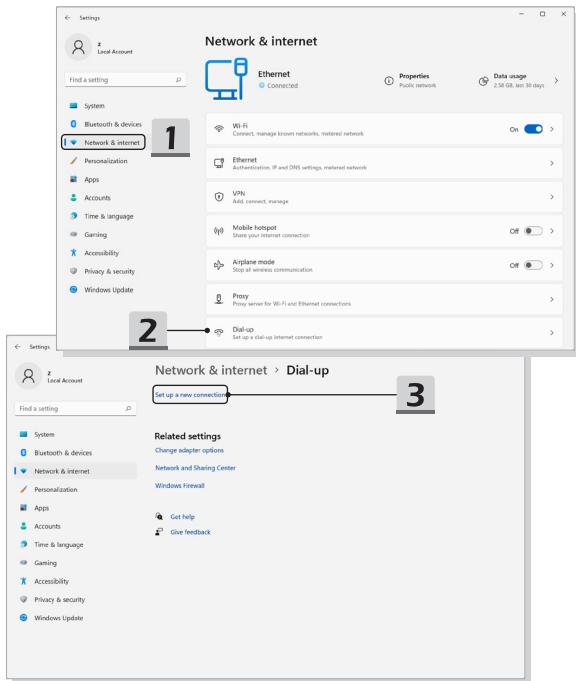 Settings
z
Local Account
Find a setting
System
Bluetooth & devices
Network & internet
Personalization
Apps
Accounts
Time & language
Gaming
Accessibility
Privacy & security
Windows Update
1
Network & internet
Ethernet
Connected
Properties
Public network
Data usage
2.58 GB, last 30 days
Wi-Fi
Connect, manage known networks, metered network
On
Ethernet
Authentication, IP and DNS settings, metered network
VPN
Add, connect, manage
Mobile hotspot
Share your internet connection
Off
Airplane mode
Stop all wireless communication
Off
Proxy
Proxy server for Wi-Fi and Ethernet connections
2
Dial-up
Set up a dial-up internet connection
Settings
z
Local Account
Find a setting
System
Bluetooth & devices
Network & internet
Personalization
Apps
Accounts
Time & language
Gaming
Accessibility
Privacy & security
Windows Update
Network & internet > Dial-up
Set up a new connection
3
Related settings
Change adapter options
Network and Sharing Center
Windows Firewall
Get help
Give feedback